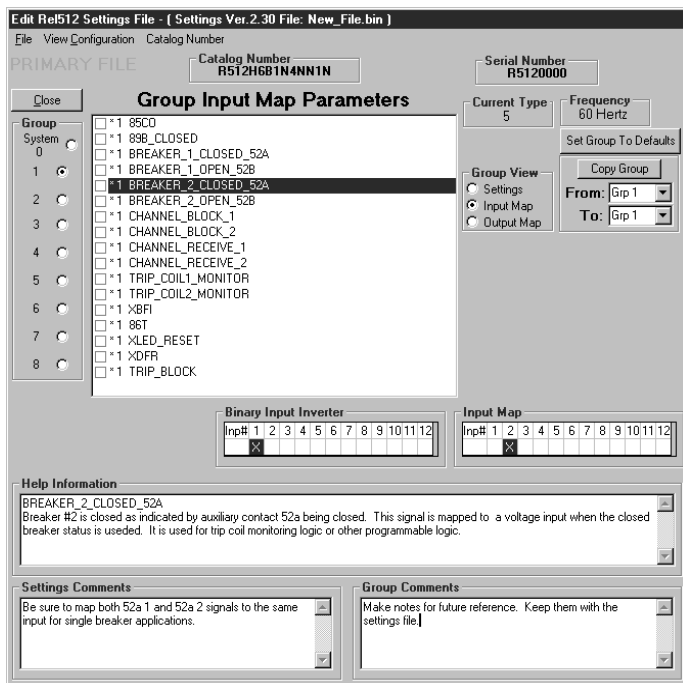 Edit Rel512 Settings File - ( Settings Ver.2.30 File: New_File.bin )
File View Configuration Catalog Number
PRIMARY FILE
Catalog Number
R512H6B1N4NN1N
Serial Number
R5120000
Close
Group Input Map Parameters
Current Type
5
Frequency
60 Hertz
Group
System
0
1
2
3
4
5
6
7
8
* 1 85CO
* 1 89B_CLOSED
* 1 BREAKER_1_CLOSED_52A
* 1 BREAKER_1_OPEN_52B
* 1 BREAKER_2_CLOSED_52A
* 1 BREAKER_2_OPEN_52B
* 1 CHANNEL_BLOCK_1
* 1 CHANNEL_BLOCK_2
* 1 CHANNEL_RECEIVE_1
* 1 CHANNEL_RECEIVE_2
* 1 TRIP_COIL1_MONITOR
* 1 TRIP_COIL2_MONITOR
* 1 XBFI
* 1 86T
* 1 XLED_RESET
* 1 XDFR
* 1 TRIP_BLOCK
Set Group To Defaults
Group View
Settings
Input Map
Output Map
Copy Group
From: Grp 1
To: Grp 1
Binary Input Inverter
Inp# 1 2 3 4 5 6 7 8 9 10 11 12
X
Input Map
Inp# 1 2 3 4 5 6 7 8 9 10 11 12
X
Help Information
BREAKER_2_CLOSED_52A
Breaker #2 is closed as indicated by auxiliary contact 52a being closed. This signal is mapped to a voltage input when the closed
breaker status is useded. It is used for trip coil monitoring logic or other programmable logic.
Settings Comments
Be sure to map both 52a 1 and 52a 2 signals to the same
input for single breaker applications.
Group Comments
Make notes for future reference. Keep them with the
settings file.